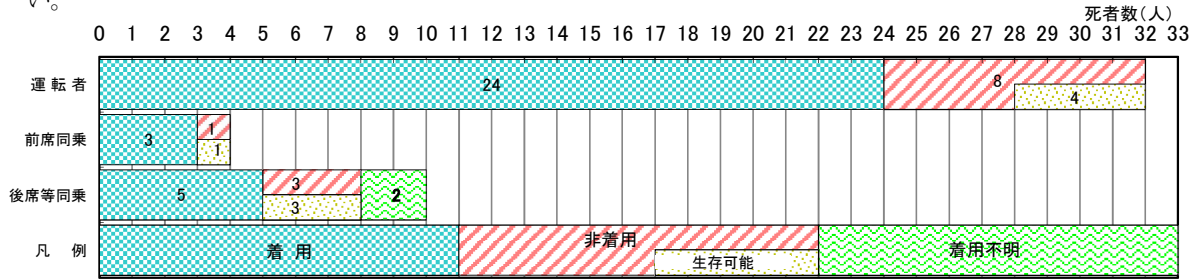 い。
死者数(人)
0 1 2 3 4 5 6 7 8 9 10 11 12 13 14 15 16 17 18 19 20 21 22 23 24 25 26 27 28 29 30 31 32 33
運転者 24 8 4
前席同乗 3 1 1
後席等同乗 5 3 3 2
凡例 着用 非着用 生存可能 着用不明